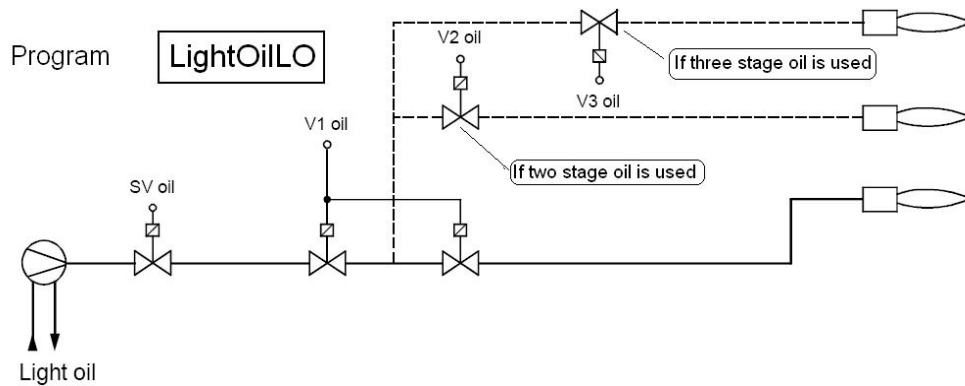 Program
LightOilLO
V2 oil
If three stage oil is used
V3 oil
V1 oil
If two stage oil is used
SV oil
Light oil